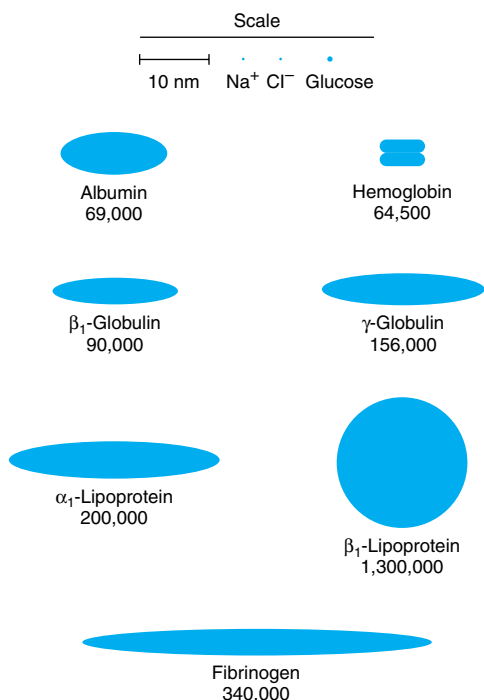 Scale
10 nm Na⁺ Cl⁻ Glucose
Albumin
69,000
Hemoglobin
64,500
β₁-Globulin
90,000
γ-Globulin
156,000
α₁-Lipoprotein
200,000
β₁-Lipoprotein
1,300,000
Fibrinogen
340,000